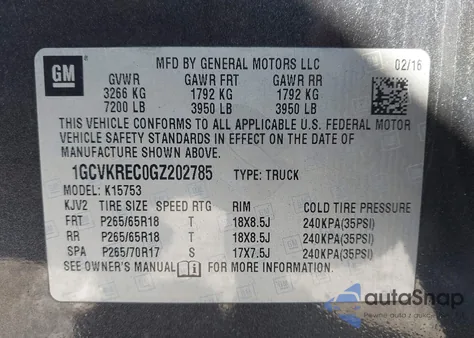 GM
MFD BY GENERAL MOTORS LLC 02/16
GVWR GAWR FRT GAWR RR
3266 KG 1792 KG 1792 KG
7200 LB 3950 LB 3950 LB
THIS VEHICLE CONFORMS TO ALL APPLICABLE U.S. FEDERAL MOTOR
VEHICLE SAFETY STANDARDS IN EFFECT ON THE DATE OF
MANUFACTURE SHOWN ABOVE.
1GCVKREC0GZ202785 TYPE: TRUCK
MODEL: K15753
KJV2 TIRE SIZE SPEED RTG RIM COLD TIRE PRESSURE
FRT P265/65R18 T 18X8.5J 240KPA(35PSI)
RR P265/65R18 T 18X8.5J 240KPA(35PSI)
SPA P265/70R17 S 17X7.5J 240KPA(35PSI)
SEE OWNER'S MANUAL FOR MORE INFORMATION.
autoSnap
Pewne auto z aukcji w USA